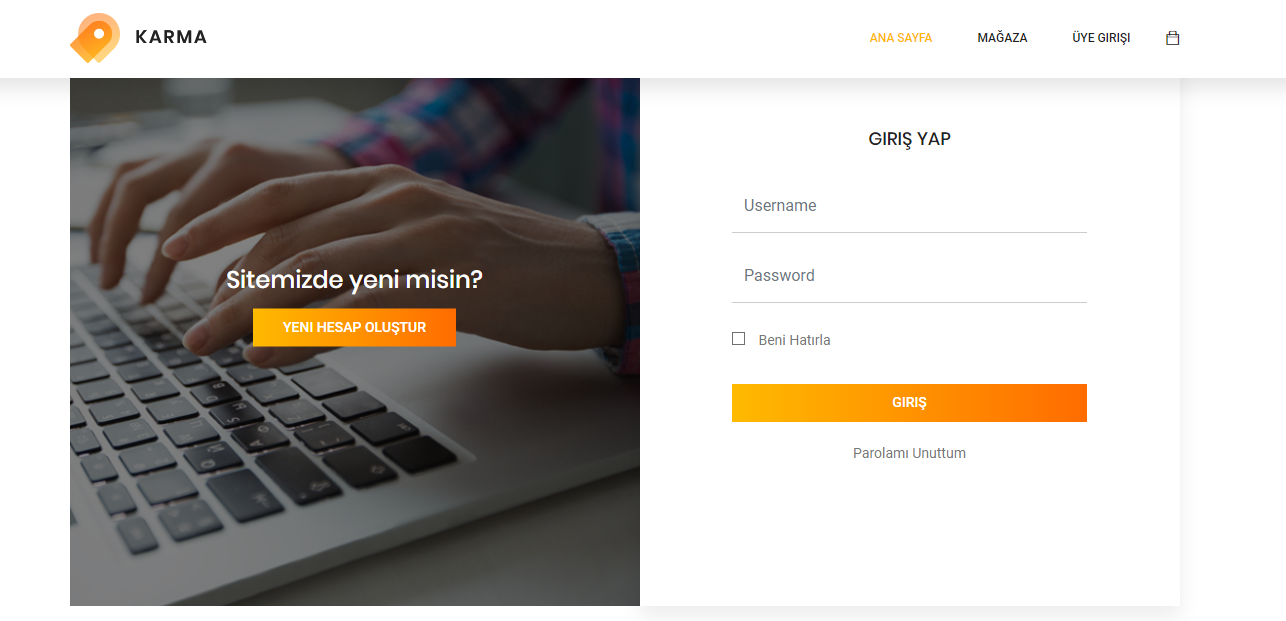 KARMA
ANA SAYFA
MAĞAZA
ÜYE GIRIŞI
Sitemizde yeni misin?
YENI HESAP OLUŞTUR
GIRIŞ YAP
Username
Password
Beni Hatırla
GIRIŞ
Parolamı Unuttum